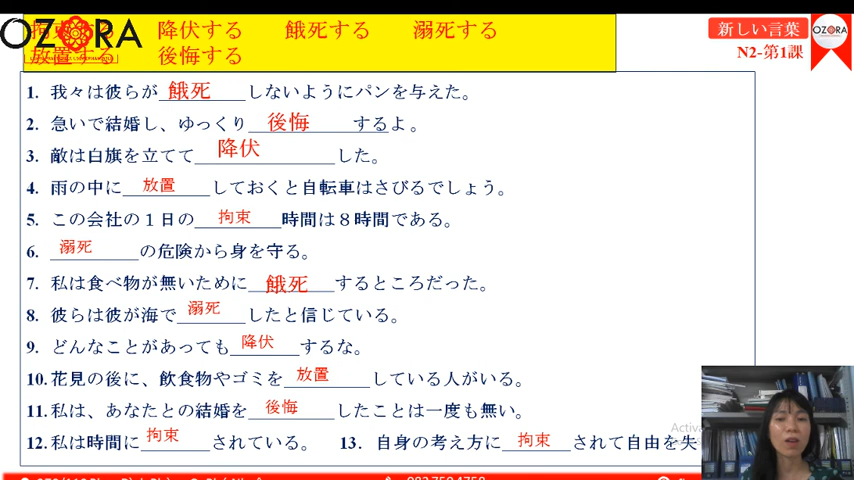 拘束する 降伏する 餓死する 溺死する
OZORA
放置する 後悔する
新しい言葉
OZORA
N2-第1課
1. 我々は彼らが餓死しないようにパンを与えた。
2. 急いで結婚し、ゆっくり後悔するよ。
3. 敵は白旗を立てて降伏した。
4. 雨の中に放置しておくと自転車はさびるでしょう。
5. この会社の１日の拘束時間は８時間である。
6. 溺死の危険から身を守る。
7. 私は食べ物が無いために餓死するところだった。
8. 彼らは彼が海で溺死したと信じている。
9. どんなことがあっても降伏するな。
10. 花見の後に、飲食物やゴミを放置している人がいる。
11. 私は、あなたとの結婚を後悔したことは一度も無い。
12. 私は時間に拘束されている。 13. 自身の考え方に拘束されて自由を失